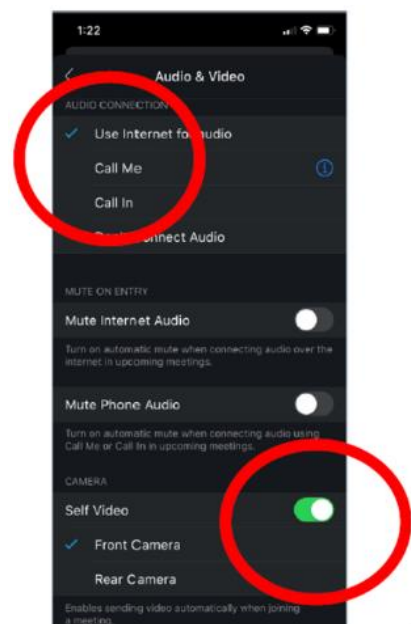 1:22
Audio & Video
AUDIO CONNECTION
Use Internet for audio
Call Me
Call In
Connect Audio
MUTE ON ENTRY
Mute Internet Audio
Turn on automatic mute when connecting audio over the
internet in upcoming meetings.
Mute Phone Audio
Turn on automatic mute when connecting audio using
Call Me or Call In in upcoming meetings.
CAMERA
Self Video
Front Camera
Rear Camera
Enables sending video automatically when joining
a meeting.